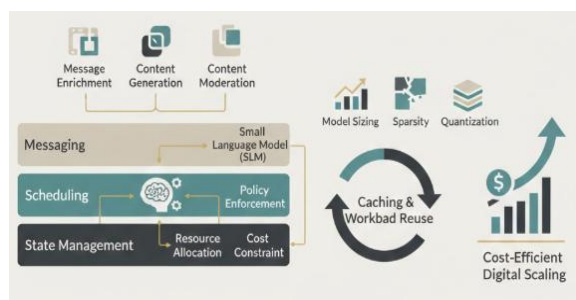 Message
Enrichment
Content
Generation
Content
Moderation
Messaging
Small
Language Model
(SLM)
Scheduling
Policy
Enforcement
State Management
Resource
Allocation
Cost
Constraint
Model Sizing
Sparsity
Quantization
Caching &
Workbad Reuse
$
Cost-Efficient
Digital Scaling